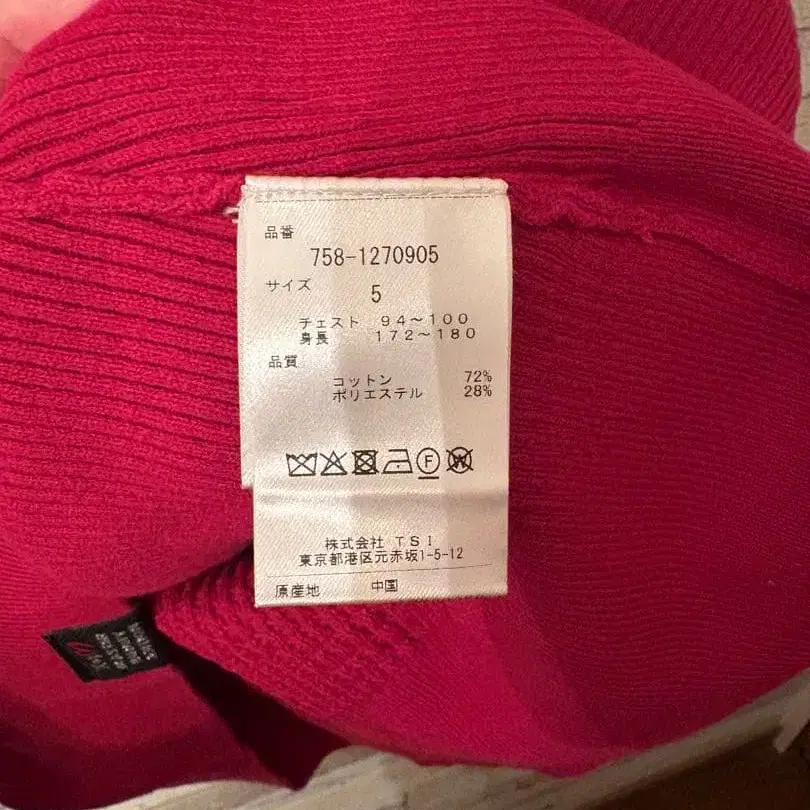 品番
758-1270905
サイズ
5
チェスト 94～100
身長 172～180
品質
コットン 72%
ポリエステル 28%
F W
株式会社 TSI
東京都港区元赤坂1-5-12
原産地 中国